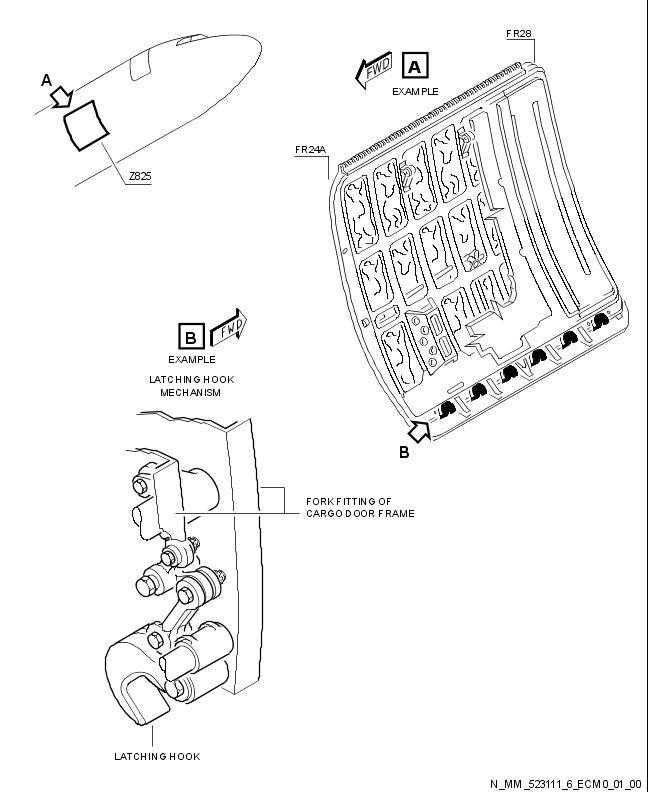 FR28
A
FWD
A
EXAMPLE
FR24A
Z825
B
FWD
EXAMPLE
LATCHING HOOK
MECHANISM
B
FORK FITTING OF
CARGO DOOR FRAME
LATCHING HOOK
N_MM_523111_6_ECM0_01_00